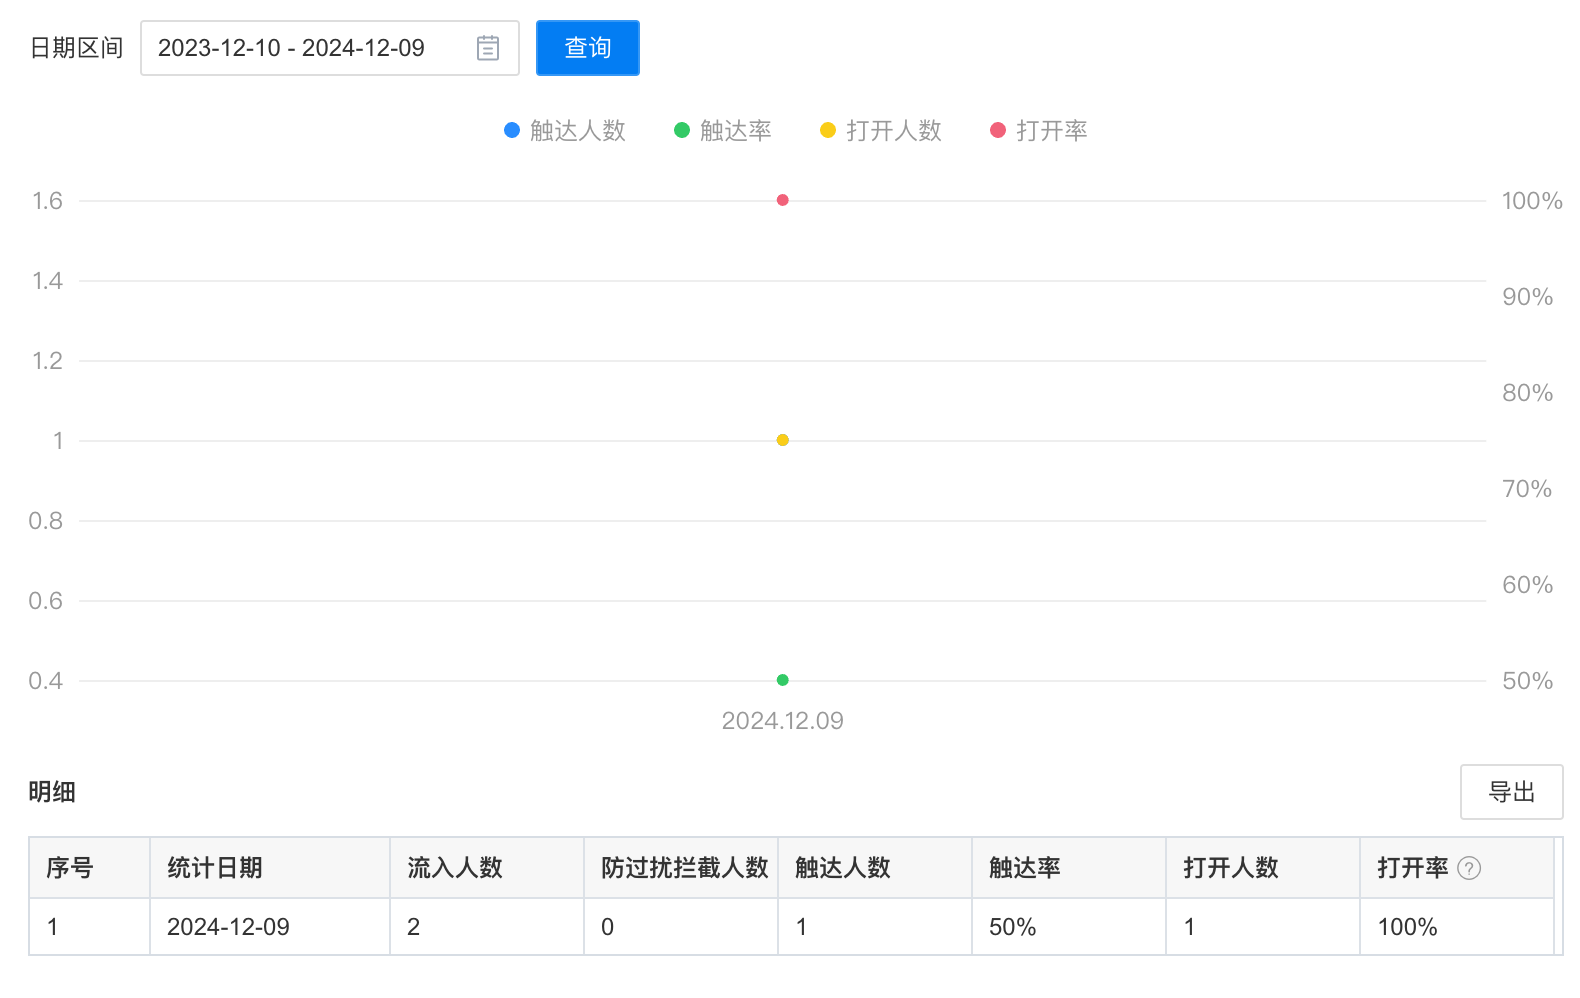 日期区间 2023-12-10 - 2024-12-09 查询
触达人数 触达率 打开人数 打开率
1.6 100%
1.4
90%
1.2
80%
1
70%
0.8
0.6 60%
0.4 50%
2024.12.09
明细 导出
序号 统计日期 流入人数 防过扰拦截人数 触达人数 触达率 打开人数 打开率 ?
1 2024-12-09 2 0 1 50% 1 100%